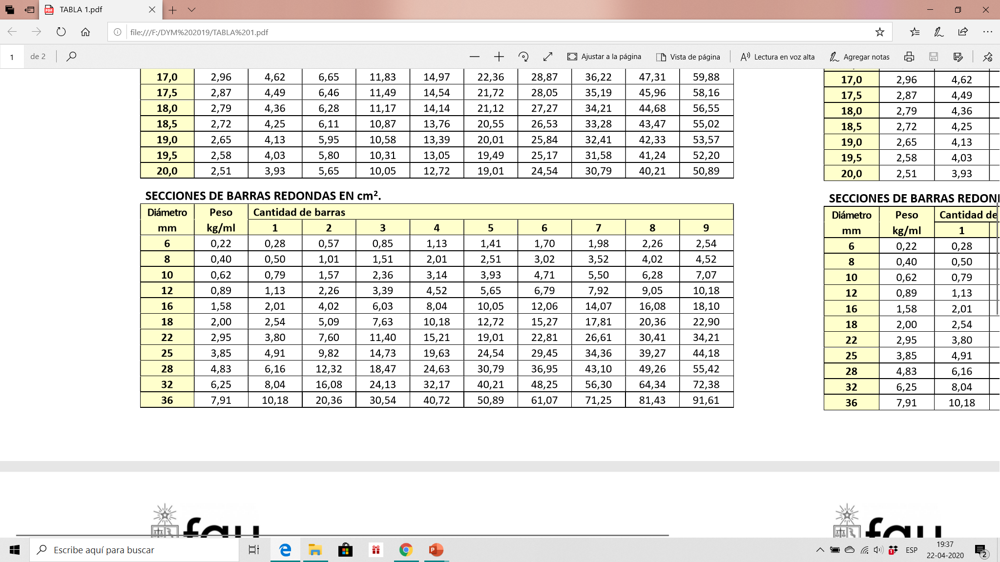 TABLA 1.pdf
file:///F:/DYM%202019/TABLA%201.pdf
1 de 2 Ajustar a la página Vista de página Lectura en voz alta Agregar notas
17,0 2,96 4,62 6,65 11,83 14,97 22,36 28,87 36,22 47,31 59,88
17,5 2,87 4,49 6,46 11,49 14,54 21,72 28,05 35,19 45,96 58,16
18,0 2,79 4,36 6,28 11,17 14,14 21,12 27,27 34,21 44,68 56,55
18,5 2,72 4,25 6,11 10,87 13,76 20,55 26,53 33,28 43,47 55,02
19,0 2,65 4,13 5,95 10,58 13,39 20,01 25,84 32,41 42,33 53,57
19,5 2,58 4,03 5,80 10,31 13,05 19,49 25,17 31,58 41,24 52,20
20,0 2,51 3,93 5,65 10,05 12,72 19,01 24,54 30,79 40,21 50,89
SECCIONES DE BARRAS REDONDAS EN cm².
Diámetro Peso Cantidad de barras
mm kg/ml 1 2 3 4 5 6 7 8 9
6 0,22 0,28 0,57 0,85 1,13 1,41 1,70 1,98 2,26 2,54
8 0,40 0,50 1,01 1,51 2,01 2,51 3,02 3,52 4,02 4,52
10 0,62 0,79 1,57 2,36 3,14 3,93 4,71 5,50 6,28 7,07
12 0,89 1,13 2,26 3,39 4,52 5,65 6,79 7,92 9,05 10,18
16 1,58 2,01 4,02 6,03 8,04 10,05 12,06 14,07 16,08 18,10
18 2,00 2,54 5,09 7,63 10,18 12,72 15,27 17,81 20,36 22,90
22 2,95 3,80 7,60 11,40 15,21 19,01 22,81 26,61 30,41 34,21
25 3,85 4,91 9,82 14,73 19,63 24,54 29,45 34,36 39,27 44,18
28 4,83 6,16 12,32 18,47 24,63 30,79 36,95 43,10 49,26 55,42
32 6,25 8,04 16,08 24,13 32,17 40,21 48,25 56,30 64,34 72,38
36 7,91 10,18 20,36 30,54 40,72 50,89 61,07 71,25 81,43 91,61
17,0 2,96 4,62
17,5 2,87 4,49
18,0 2,79 4,36
18,5 2,72 4,25
19,0 2,65 4,13
19,5 2,58 4,03
20,0 2,51 3,93
SECCIONES DE BARRAS REDON
Diámetro Peso Cantidad de
mm kg/ml 1
6 0,22 0,28
8 0,40 0,50
10 0,62 0,79
12 0,89 1,13
16 1,58 2,01
18 2,00 2,54
22 2,95 3,80
25 3,85 4,91
28 4,83 6,16
32 6,25 8,04
36 7,91 10,18
fau
fau
Escribe aquí para buscar
ESP
19:37
22-04-2020
2